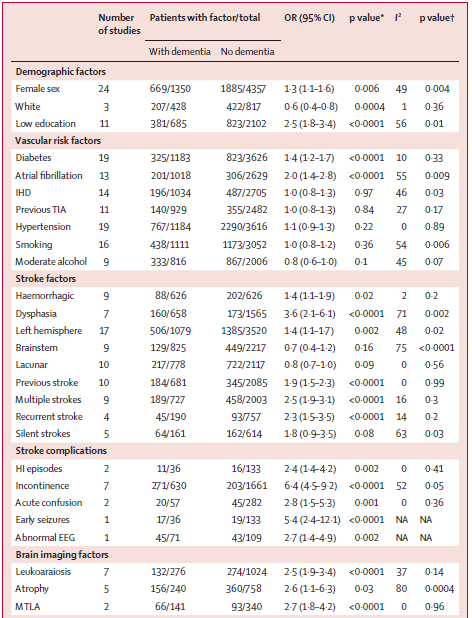 Number Patients with factor/total OR (95% CI) p value* I² p value†
of studies
With dementia No dementia
Demographic factors
Female sex 24 669/1350 1885/4357 1·3 (1·1–1·6) 0·006 49 0·004
White 3 207/428 422/817 0·6 (0·4–0·8) 0·0004 1 0·36
Low education 11 381/685 823/2102 2·5 (1·8–3·4) <0·0001 56 0·01
Vascular risk factors
Diabetes 19 325/1183 823/3626 1·4 (1·2–1·7) <0·0001 10 0·33
Atrial fibrillation 13 201/1018 306/2629 2·0 (1·4–2·8) <0·0001 55 0·009
IHD 14 196/1034 487/2705 1·0 (0·8–1·3) 0·97 46 0·03
Previous TIA 11 140/929 355/2482 1·0 (0·8–1·3) 0·84 27 0·17
Hypertension 19 767/1184 2290/3616 1·1 (0·9–1·3) 0·22 0 0·89
Smoking 16 438/1111 1173/3052 1·0 (0·8–1·2) 0·36 54 0·006
Moderate alcohol 9 333/816 867/2006 0·8 (0·6–1·0) 0·1 45 0·07
Stroke factors
Haemorrhagic 9 88/626 202/626 1·4 (1·1–1·9) 0·02 2 0·2
Dysphasia 7 160/658 173/1565 3·6 (2·1–6·1) <0·0001 71 0·002
Left hemisphere 17 506/1079 1385/3520 1·4 (1·1–1·7) 0·002 48 0·02
Brainstem 9 129/825 449/2217 0·7 (0·4–1·2) 0·16 75 <0·0001
Lacunar 10 217/778 722/2117 0·8 (0·7–1·0) 0·09 0 0·56
Previous stroke 10 184/681 345/2085 1·9 (1·5–2·3) <0·0001 0 0·99
Multiple strokes 9 189/727 458/2003 2·5 (1·9–3·1) <0·0001 16 0·3
Recurrent stroke 4 45/190 93/757 2·3 (1·5–3·5) <0·0001 14 0·2
Silent strokes 5 64/161 162/614 1·8 (0·9–3·5) 0·08 63 0·03
Stroke complications
HI episodes 2 11/36 16/133 2·4 (1·4–4·2) 0·002 0 0·41
Incontinence 7 271/630 203/1661 6·4 (4·5–9·2) <0·0001 52 0·05
Acute confusion 2 20/57 45/282 2·8 (1·5–5·3) 0·001 0 0·36
Early seizures 1 17/36 19/133 5·4 (2·4–12·1) <0·0001 NA NA
Abnormal EEG 1 45/71 43/109 2·7 (1·4–4·9) 0·002 NA NA
Brain imaging factors
Leukoaraiosis 7 132/276 274/1024 2·5 (1·9–3·4) <0·0001 37 0·14
Atrophy 5 156/240 360/758 2·6 (1·1–6·3) 0·03 80 0·0004
MTLA 2 66/141 93/340 2·7 (1·8–4·2) <0·0001 0 0·96